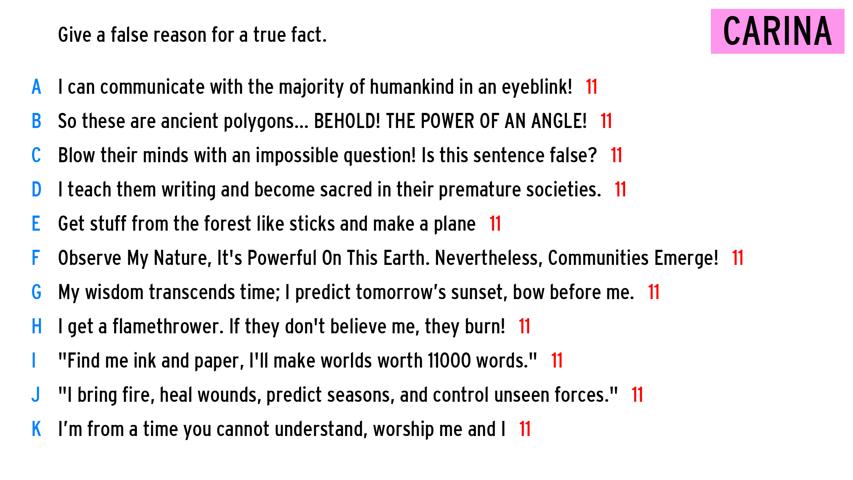 Give a false reason for a true fact.
CARINA
A I can communicate with the majority of humankind in an eyeblink! 11
B So these are ancient polygons... BEHOLD! THE POWER OF AN ANGLE! 11
C Blow their minds with an impossible question! Is this sentence false? 11
D I teach them writing and become sacred in their premature societies. 11
E Get stuff from the forest like sticks and make a plane 11
F Observe My Nature, It's Powerful On This Earth. Nevertheless, Communities Emerge! 11
G My wisdom transcends time; I predict tomorrow’s sunset, bow before me. 11
H I get a flamethrower. If they don't believe me, they burn! 11
I "Find me ink and paper, I'll make worlds worth 11000 words." 11
J "I bring fire, heal wounds, predict seasons, and control unseen forces." 11
K I’m from a time you cannot understand, worship me and I 11